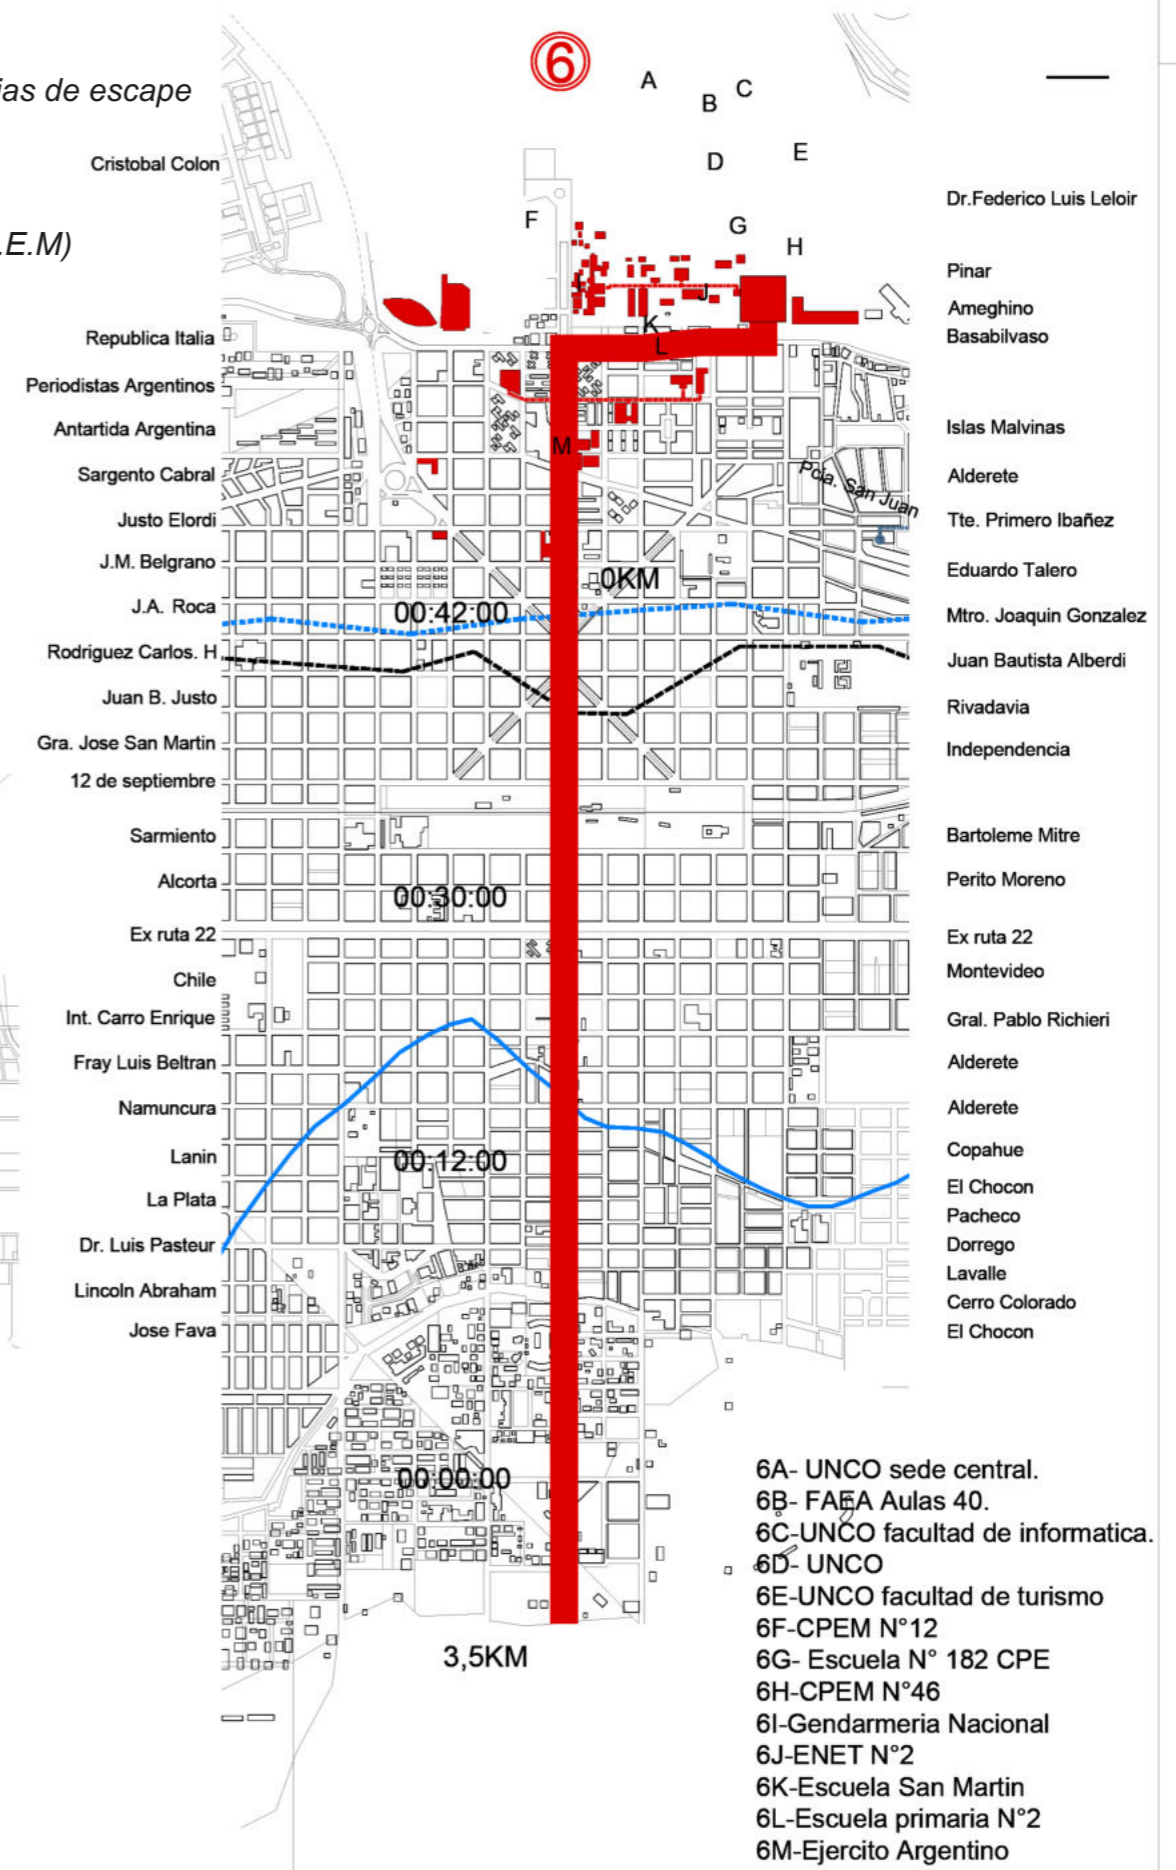 6
A
C
B
ias de escape
E
Cristobal Colon
D
Dr.Federico Luis Leloir
F
G
.E.M)
H
Pinar
I
J
Ameghino
K
Republica Italia
Basabilvaso
L
Periodistas Argentinos
Antartida Argentina
Islas Malvinas
M
Sargento Cabral
Pcia. San Juan
Alderete
Justo Elordi
Tte. Primero Ibañez
J.M. Belgrano
0KM
Eduardo Talero
J.A. Roca
00:42:00
Mtro. Joaquin Gonzalez
Rodriguez Carlos. H
Juan Bautista Alberdi
Juan B. Justo
Rivadavia
Gra. Jose San Martin
Independencia
12 de septiembre
Sarmiento
Bartoleme Mitre
Alcorta
Perito Moreno
00:30:00
Ex ruta 22
Ex ruta 22
Chile
Montevideo
Int. Carro Enrique
Gral. Pablo Richieri
Fray Luis Beltran
Alderete
Namuncura
Alderete
Lanin
00:12:00
Copahue
La Plata
El Chocon
Pacheco
Dr. Luis Pasteur
Dorrego
Lavalle
Lincoln Abraham
Cerro Colorado
Jose Fava
El Chocon
00:00:00
3,5KM
6A- UNCO sede central.
6B- FAEA Aulas 40.
6C-UNCO facultad de informatica.
6D- UNCO
6E-UNCO facultad de turismo
6F-CPEM N°12
6G- Escuela N° 182 CPE
6H-CPEM N°46
6I-Gendarmeria Nacional
6J-ENET N°2
6K-Escuela San Martin
6L-Escuela primaria N°2
6M-Ejercito Argentino